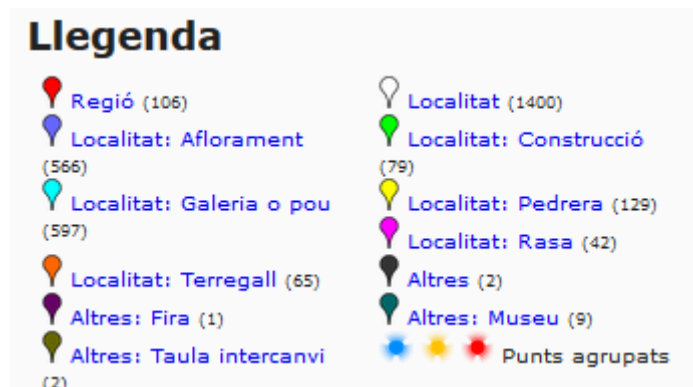 Llegenda
Regió (106)
Localitat: Aflorament
(566)
Localitat: Galeria o pou
(597)
Localitat: Terregall (65)
Altres: Fira (1)
Altres: Taula intercanvi
(2)
Localitat (1400)
Localitat: Construcció
(79)
Localitat: Pedrera (129)
Localitat: Rasa (42)
Altres (2)
Altres: Museu (9)
Punts agrupats